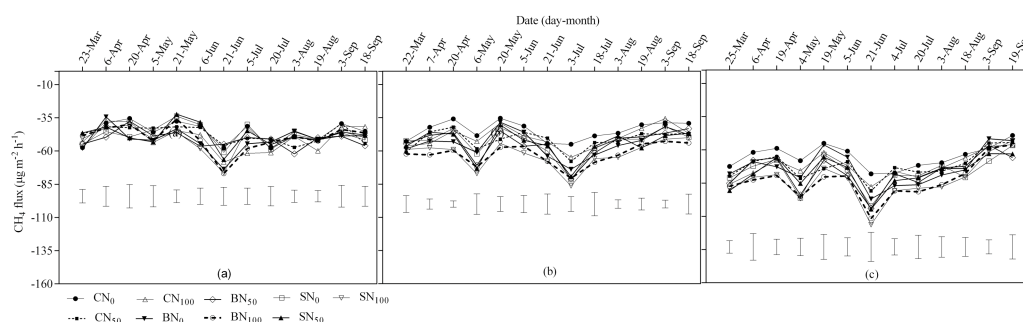 Date (day-month)
23-Mar 6-Apr 20-Apr 5-May 21-May 6-Jun 21-Jun 5-Jul 20-Jul 3-Aug 19-Aug 3-Sep 18-Sep
22-Mar 7-Apr 20-Apr 6-May 20-May 5-Jun 21-Jun 3-Jul 18-Jul 3-Aug 19-Aug 3-Sep 18-Sep
25-Mar 6-Apr 19-Apr 4-May 19-May 5-Jun 21-Jun 4-Jul 20-Jul 3-Aug 18-Aug 3-Sep 19-Sep
CH₄ flux (µg m⁻² h⁻¹)
-10
-35
-60
-85
-110
-135
-160
(a) (b) (c)
CN₀ CN₁₀₀ BN₅₀ SN₀ SN₁₀₀
CN₅₀ BN₀ BN₁₀₀ SN₅₀